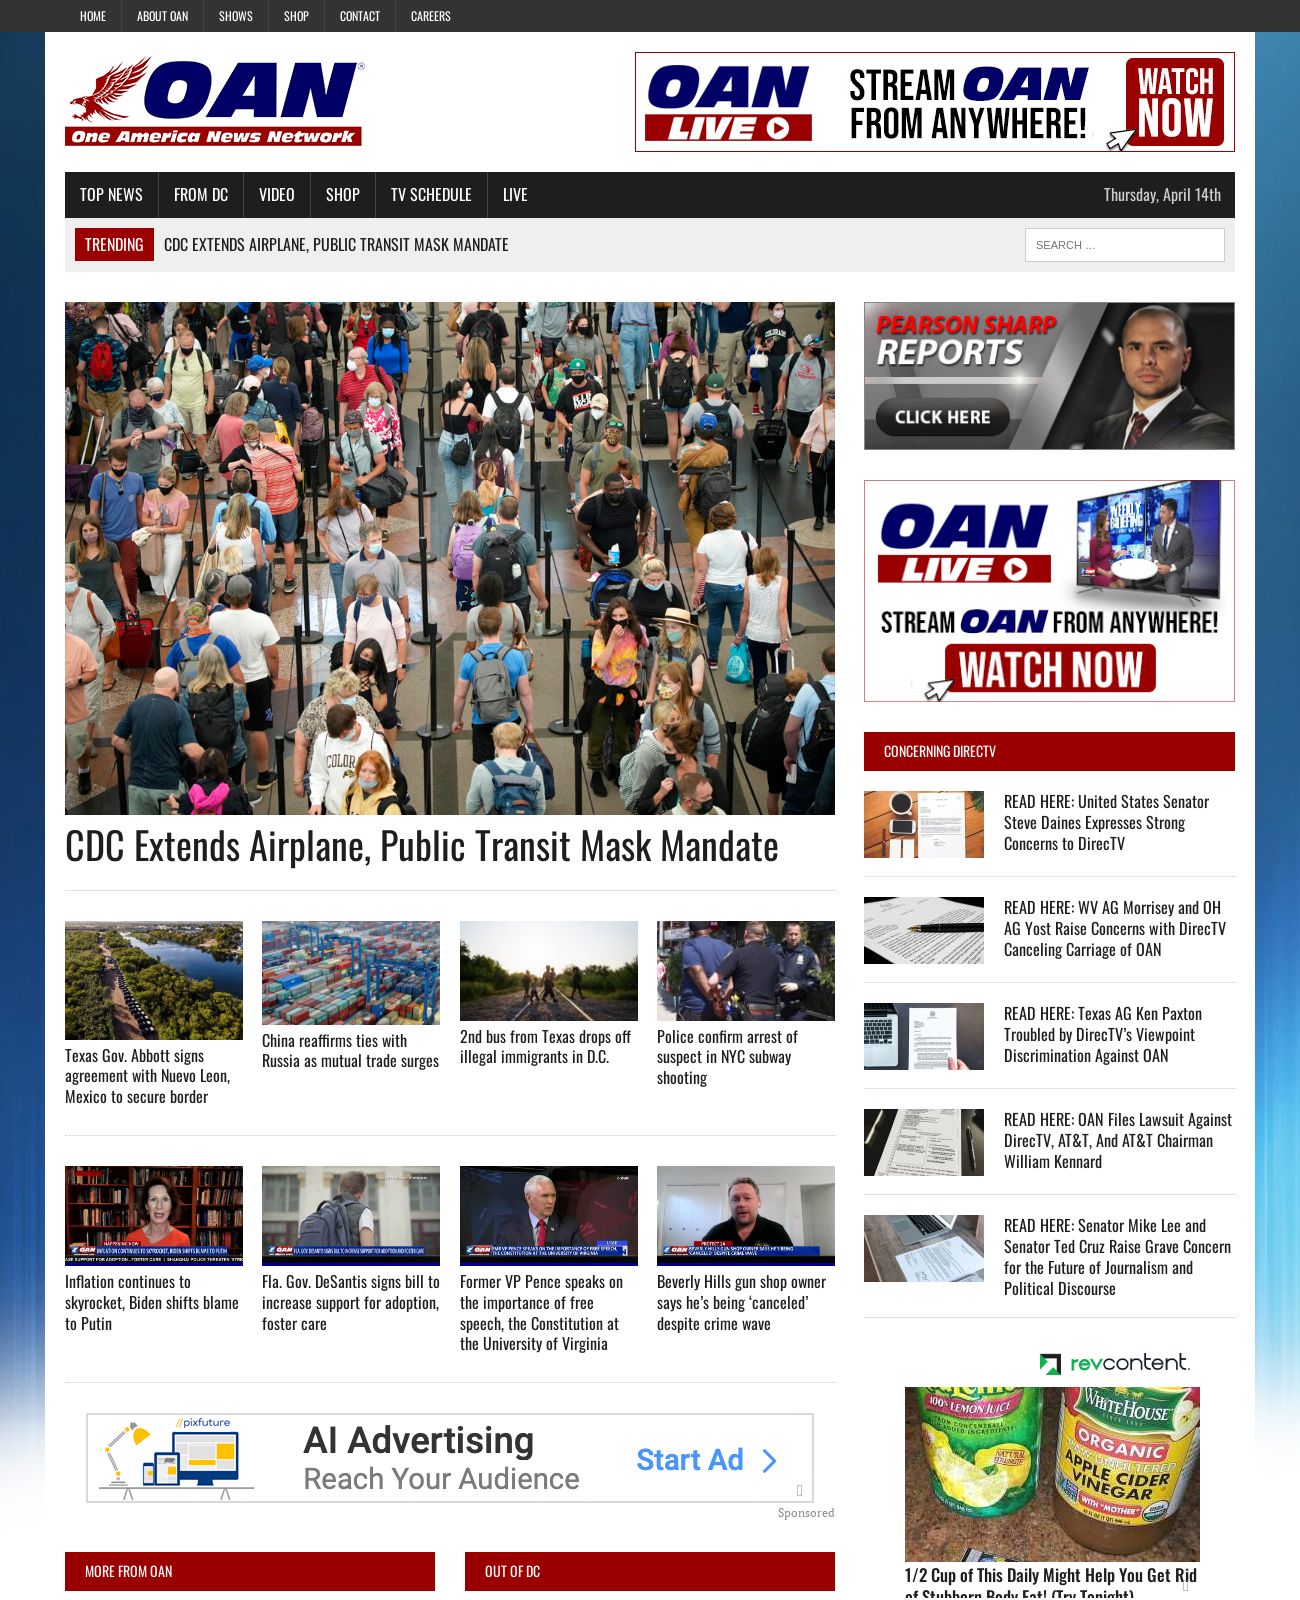 HOME ABOUT OAN SHOWS SHOP CONTACT CAREERS
OAN®
One America News Network
OAN
LIVE
STREAM OAN
FROM ANYWHERE!
WATCH
NOW
TOP NEWS FROM DC VIDEO SHOP TV SCHEDULE LIVE Thursday, April 14th
TRENDING CDC EXTENDS AIRPLANE, PUBLIC TRANSIT MASK MANDATE SEARCH …
CDC Extends Airplane, Public Transit Mask Mandate
Texas Gov. Abbott signs
agreement with Nuevo Leon,
Mexico to secure border
China reaffirms ties with
Russia as mutual trade surges
2nd bus from Texas drops off
illegal immigrants in D.C.
Police confirm arrest of
suspect in NYC subway
shooting
Inflation continues to
skyrocket, Biden shifts blame
to Putin
Fla. Gov. DeSantis signs bill to
increase support for adoption,
foster care
Former VP Pence speaks on
the importance of free
speech, the Constitution at
the University of Virginia
Beverly Hills gun shop owner
says he’s being ‘canceled’
despite crime wave
//pixfuture
AI Advertising
Reach Your Audience
Start Ad
Sponsored
MORE FROM OAN
OUT OF DC
PEARSON SHARP
REPORTS
CLICK HERE
OAN
LIVE
WEEKLY
BRIEFING
STREAM OAN FROM ANYWHERE!
WATCH NOW
CONCERNING DIRECTV
READ HERE: United States Senator
Steve Daines Expresses Strong
Concerns to DirecTV
READ HERE: WV AG Morrisey and OH
AG Yost Raise Concerns with DirecTV
Canceling Carriage of OAN
READ HERE: Texas AG Ken Paxton
Troubled by DirecTV’s Viewpoint
Discrimination Against OAN
READ HERE: OAN Files Lawsuit Against
DirecTV, AT&T, And AT&T Chairman
William Kennard
READ HERE: Senator Mike Lee and
Senator Ted Cruz Raise Grave Concern
for the Future of Journalism and
Political Discourse
revcontent.
100% LEMON JUICE
WHITE HOUSE
ORGANIC
APPLE CIDER
VINEGAR
WITH "MOTHER"
1/2 Cup of This Daily Might Help You Get Rid
of Stubborn Body Fat! (Try Tonight)